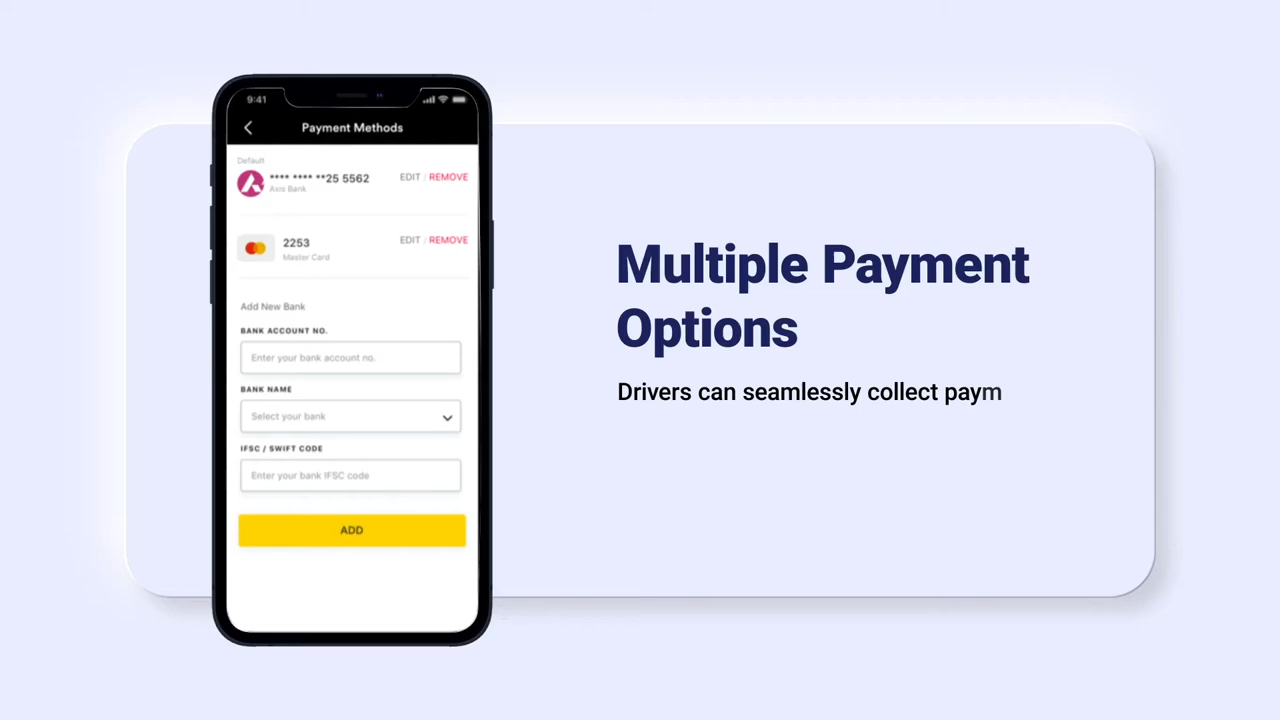 9:41
Payment Methods
Default
**** **** **25 5562
EDIT / REMOVE
Axis Bank
2253
EDIT / REMOVE
Master Card
Add New Bank
BANK ACCOUNT NO.
Enter your bank account no.
BANK NAME
Select your bank
IFSC / SWIFT CODE
Enter your bank IFSC code
ADD
Multiple Payment
Options
Drivers can seamlessly collect paym